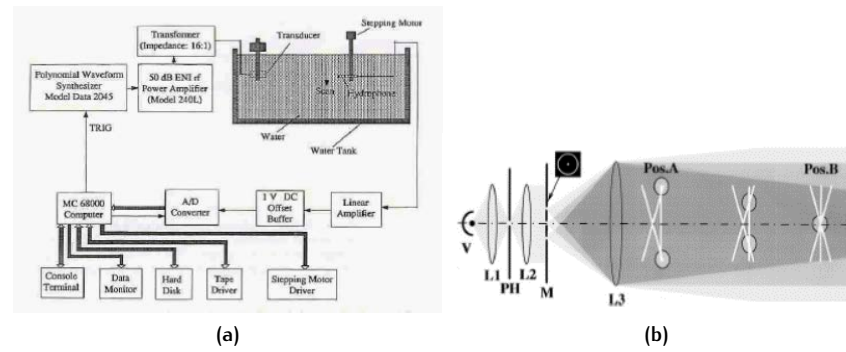 Transformer
(Impedance: 16:1)
Transducer
Stepping Motor
Polynomial Waveform
Synthesizer
Model Data 2045
50 dB ENI rf
Power Amplifier
(Model 240L)
Scan
Hydrophone
Water
Water Tank
TRIG
MC 68000
Computer
A/D
Converter
1 V DC
Offset
Buffer
Linear
Amplifier
Console
Terminal
Data
Monitor
Hard
Disk
Tape
Driver
Stepping Motor
Driver
(a)
Pos.A
Pos.B
V
L1
PH
L2
M
L3
(b)